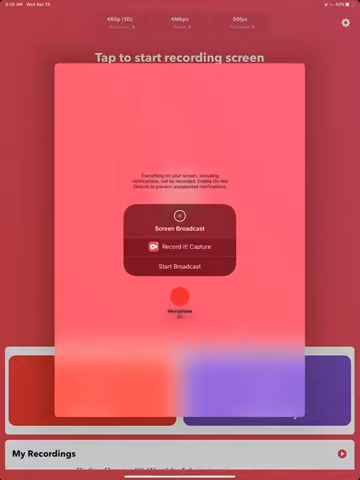 8:28 AM Wed Apr 29
43%
480p (SD) 4Mbps 30fps
Tap to start recording screen
Everything on your screen, including
notifications, will be recorded. Enable Do Not
Disturb to prevent unexpected notifications.
Screen Broadcast
Record it! Capture
Start Broadcast
Microphone
On
My Recordings